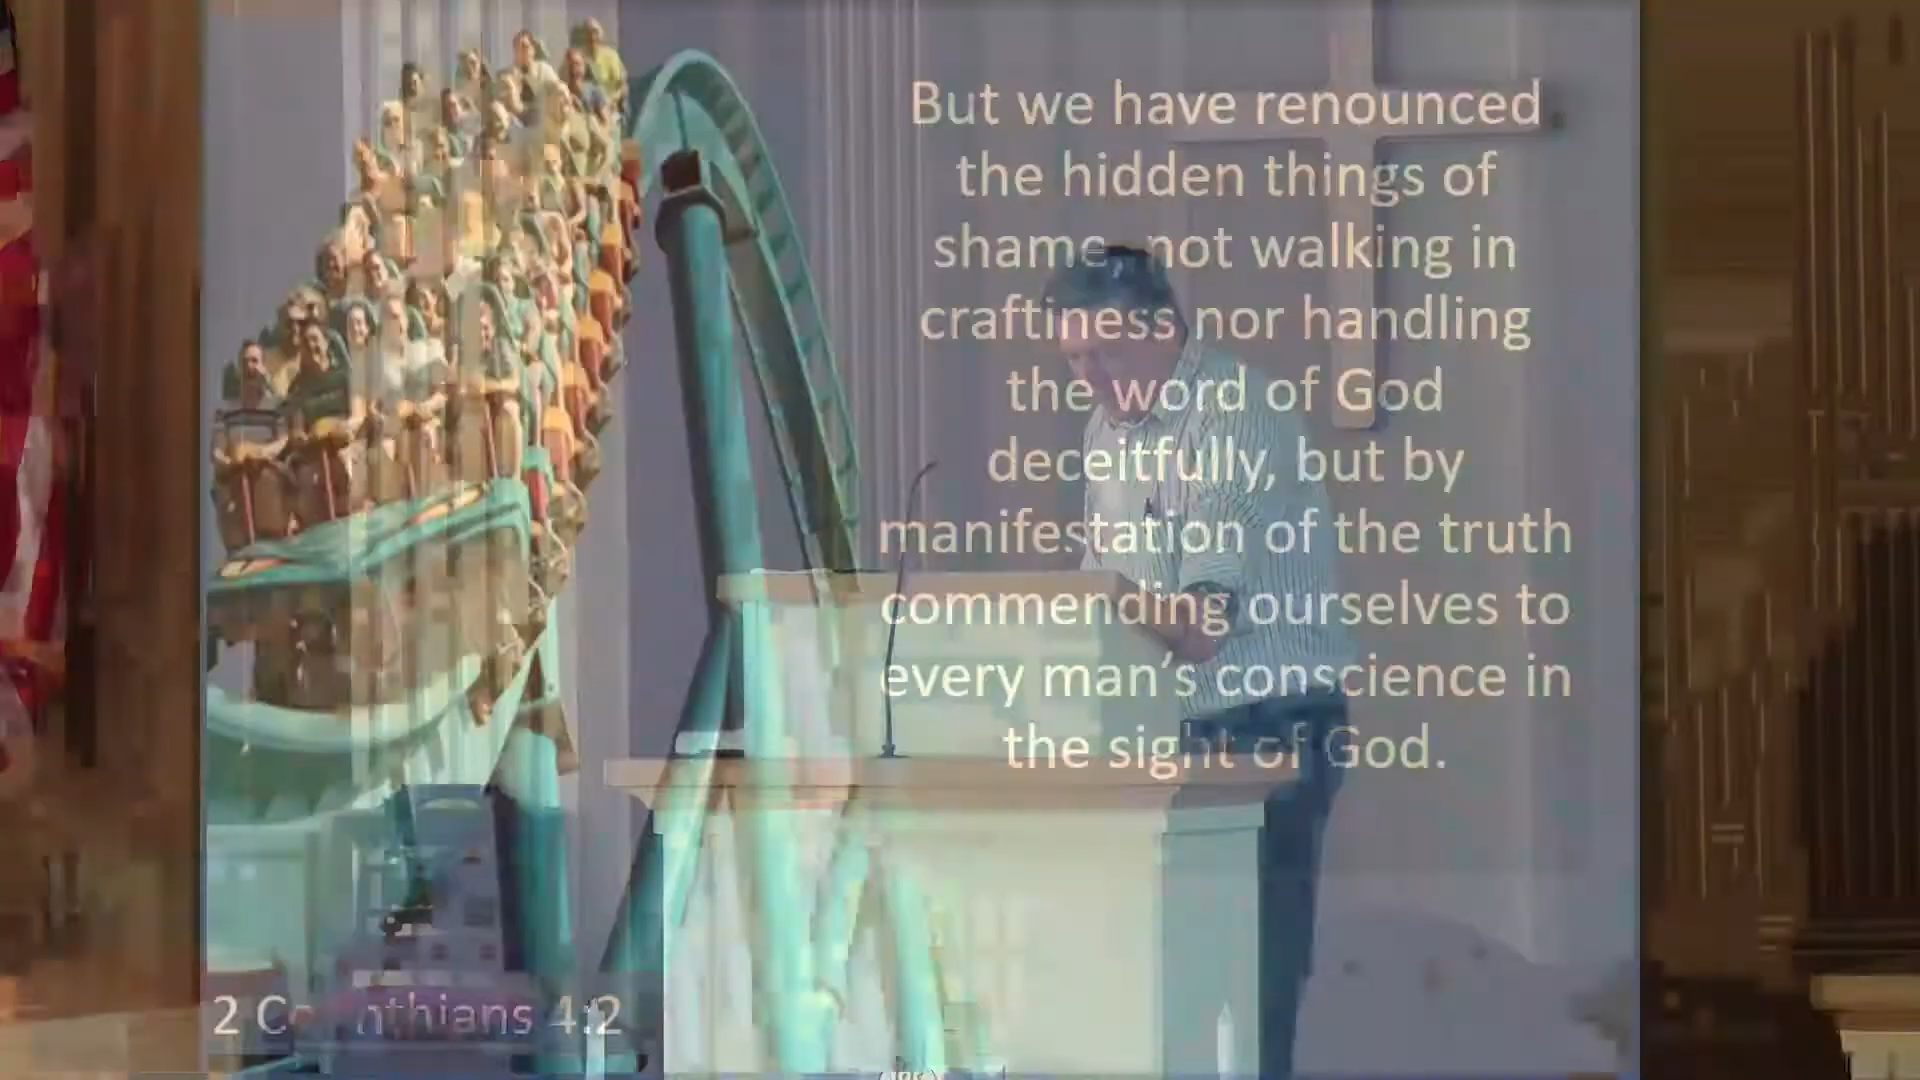 But we have renounced
the hidden things of
shame, not walking in
craftiness nor handling
the word of God
deceitfully, but by
manifestation of the truth
commending ourselves to
every man's conscience in
the sight of God.
2 Corinthians 4:2